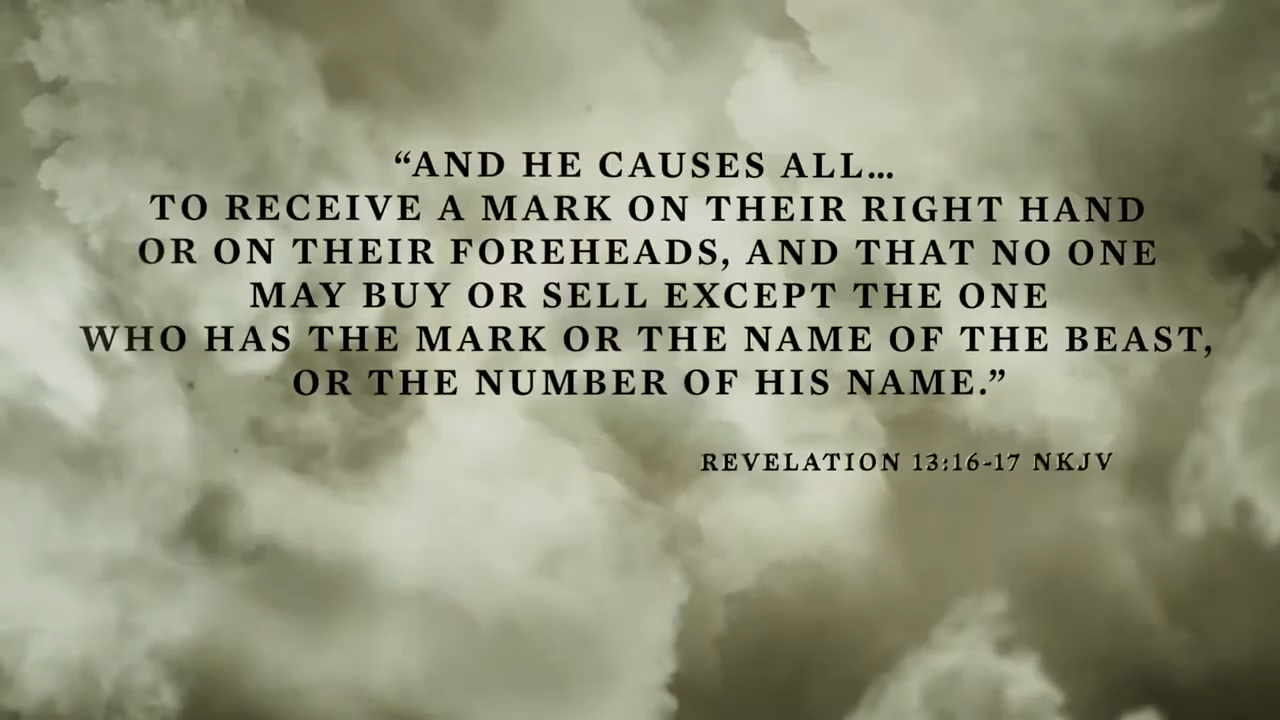 “AND HE CAUSES ALL…
TO RECEIVE A MARK ON THEIR RIGHT HAND
OR ON THEIR FOREHEADS, AND THAT NO ONE
MAY BUY OR SELL EXCEPT THE ONE
WHO HAS THE MARK OR THE NAME OF THE BEAST,
OR THE NUMBER OF HIS NAME.”
REVELATION 13:16-17 NKJV